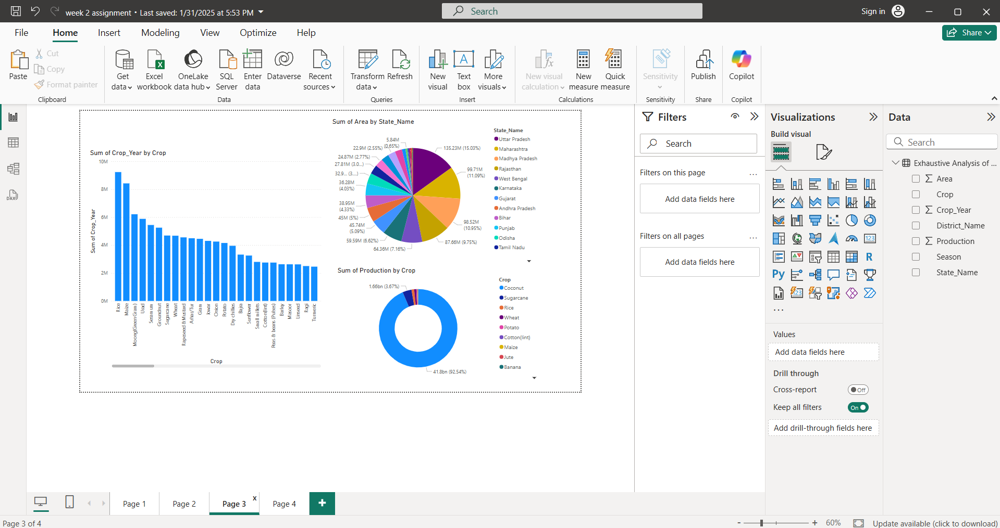 week 2 assignment • Last saved: 1/31/2025 at 5:53 PM
Search
Sign in
File
Home
Insert
Modeling
View
Optimize
Help
Share
Paste
Cut
Copy
Format painter
Clipboard
Get data
Excel workbook
OneLake data hub
SQL Server
Enter data
Dataverse
Recent sources
Data
Transform data
Refresh
Queries
New visual
Text box
More visuals
Insert
New visual calculation
New measure
Quick measure
Calculations
Sensitivity
Sensitivity
Publish
Share
Copilot
Copilot
Sum of Crop_Year by Crop
Sum of Crop_Year
10M
8M
6M
4M
2M
0M
Rice
Maize
Moong(Green Gram)
Urad
Sesamum
Groundnut
Sugarcane
Wheat
Rapeseed &Mustard
Arhar/Tur
Gram
Jowar
Onion
Potato
Dry chillies
Bajra
Sunflower
Small millets
Cotton(lint)
Peas & beans (Pulses)
Barley
Masoor
Linseed
Ragi
Turmeric
Crop
Sum of Area by State_Name
135.23M (15.03%)
99.71M
(11.09%)
98.52M
(10.95%)
87.66M (9.75%)
64.36M (7.16%)
59.59M (6.62%)
45.74M
(5.09%)
45M (5%)
38.95M
(4.33%)
36.28M
(4.03%)
32.9... (3....)
27.81M (3.0...)
24.87M (2.77%)
22.9M (2.55%)
5.84M
(0.65%)
State_Name
Uttar Pradesh
Maharashtra
Madhya Pradesh
Rajasthan
West Bengal
Karnataka
Gujarat
Andhra Pradesh
Bihar
Punjab
Odisha
Tamil Nadu
Sum of Production by Crop
1.66bn (3.67%)
41.8bn (92.54%)
Crop
Coconut
Sugarcane
Rice
Wheat
Potato
Cotton(lint)
Maize
Jute
Banana
Filters
Search
Filters on this page
...
Add data fields here
Filters on all pages
...
Add data fields here
Visualizations
Build visual
123
R
Py
123
...
Values
Add data fields here
Drill through
Cross-report
Off
Keep all filters
On
Add drill-through fields here
Data
Search
Exhaustive Analysis of ...
Σ Area
Crop
Σ Crop_Year
District_Name
Σ Production
Season
State_Name
DAX
Page 1
Page 2
Page 3
x
Page 4
+
Page 3 of 4
-
+
60%
Update available (click to download)